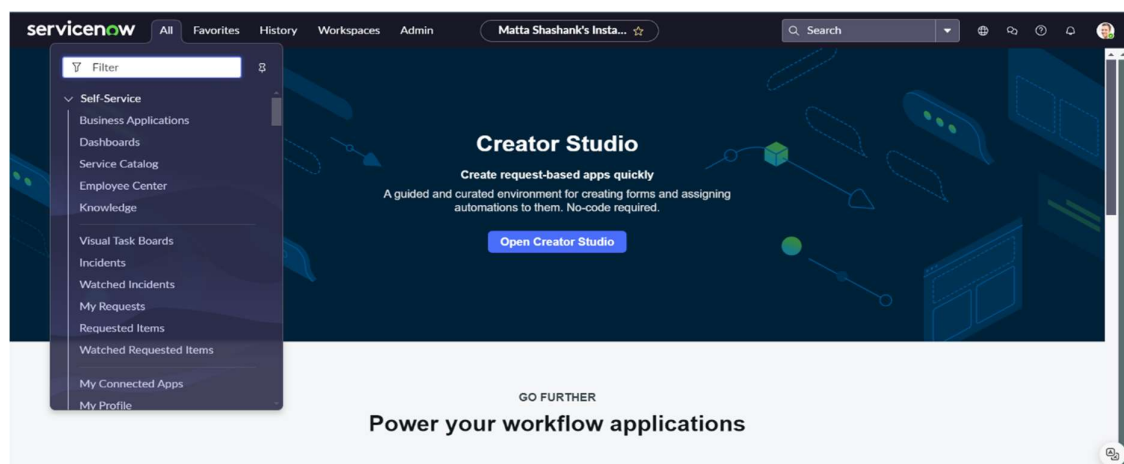 servicenow
All
Favorites
History
Workspaces
Admin
Matta Shashank's Insta...
Search
Filter
Self-Service
Business Applications
Dashboards
Service Catalog
Employee Center
Knowledge
Visual Task Boards
Incidents
Watched Incidents
My Requests
Requested Items
Watched Requested Items
My Connected Apps
My Profile
Creator Studio
Create request-based apps quickly
A guided and curated environment for creating forms and assigning
automations to them. No-code required.
Open Creator Studio
GO FURTHER
Power your workflow applications